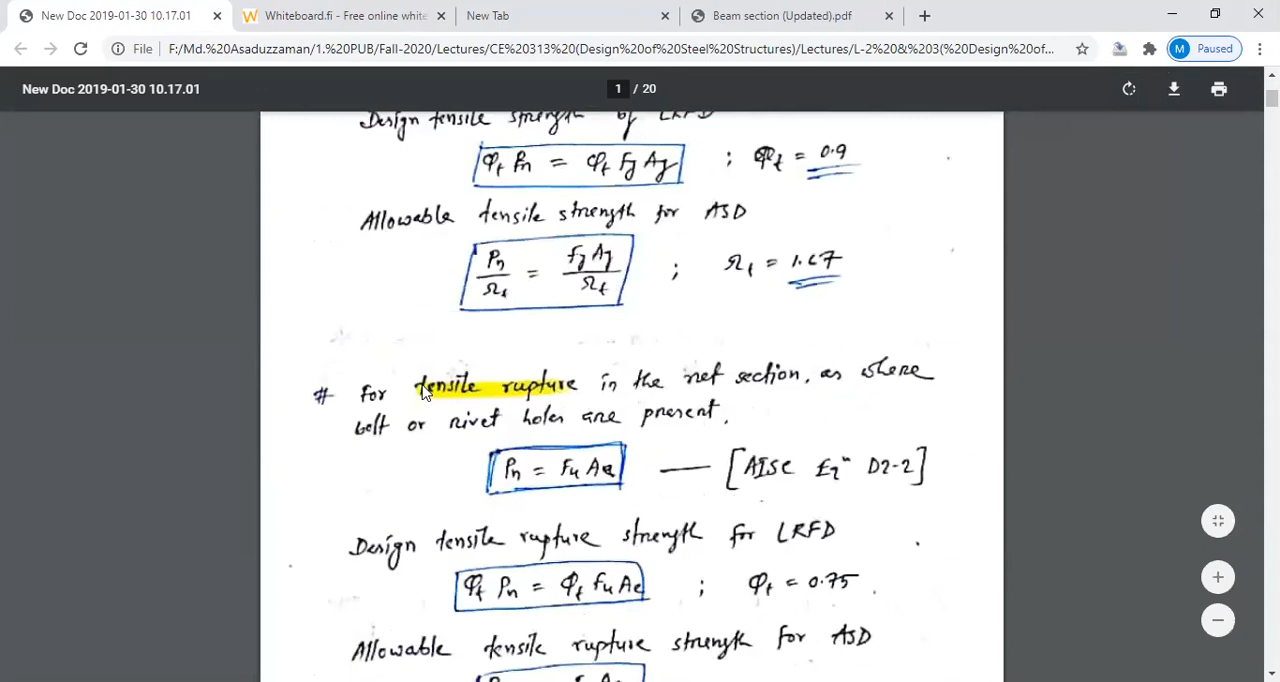 New Doc 2019-01-30 10.17.01
Whiteboard.fi - Free online white
New Tab
Beam section (Updated).pdf
File
F:/Md.%20Asaduzzaman/1.%20PUB/Fall-2020/Lectures/CE%20313%20(Design%20of%20Steel%20Structures)/Lectures/L-2%20&%203(%20Design%20of...
M Paused
New Doc 2019-01-30 10.17.01
1 / 20
Design tensile strength of LRFD
φt Pn = φt Fy Ag ; φt = 0.9
Allowable tensile strength for ASD
Pn/Ωt = Fy Ag/Ωt ; Ωt = 1.67
# For tensile rupture in the net section, as where
bolt or rivet holes are present.
Pn = Fu Ae — [AISC Eqn D2-2]
Design tensile rupture strength for LRFD
φt Pn = φt Fu Ae ; φt = 0.75
Allowable tensile rupture strength for ASD